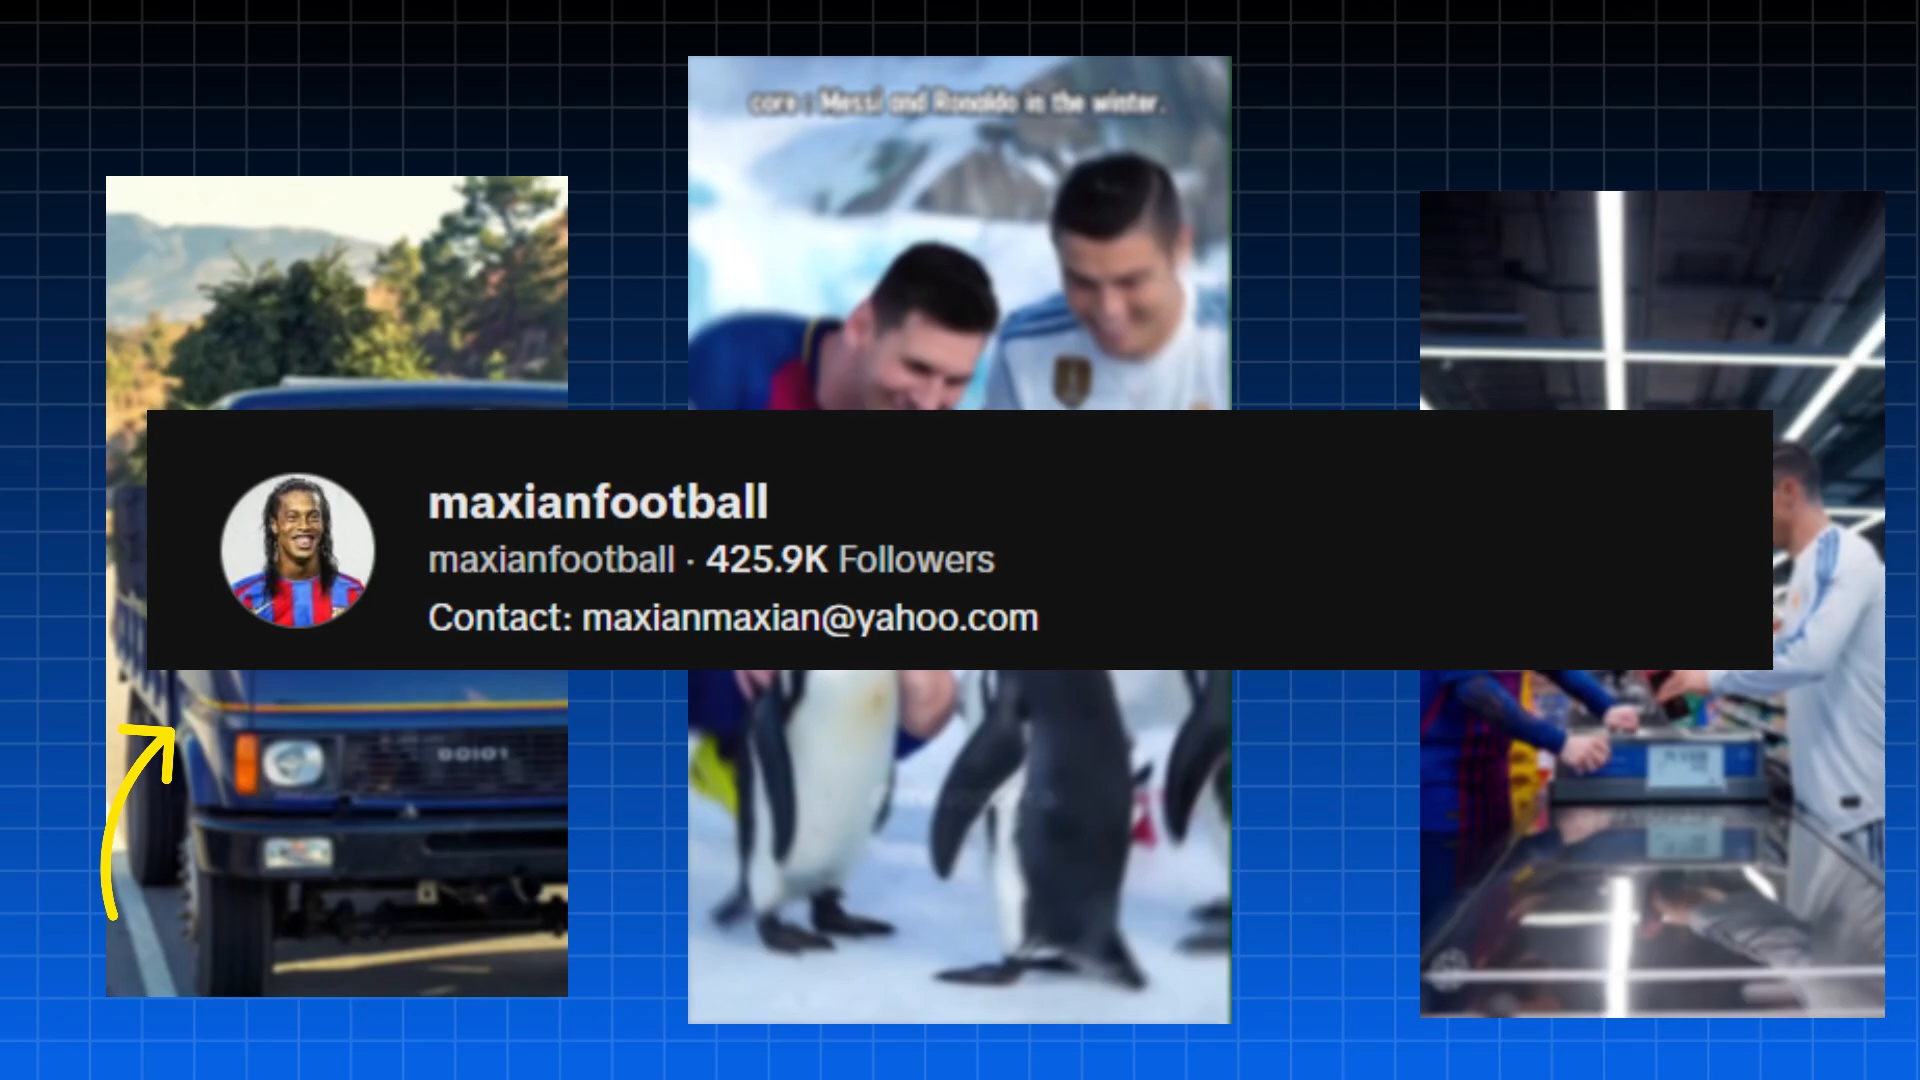 core : Messi and Ronaldo in the winter.
maxianfootball
maxianfootball · 425.9K Followers
Contact: maxianmaxian@yahoo.com